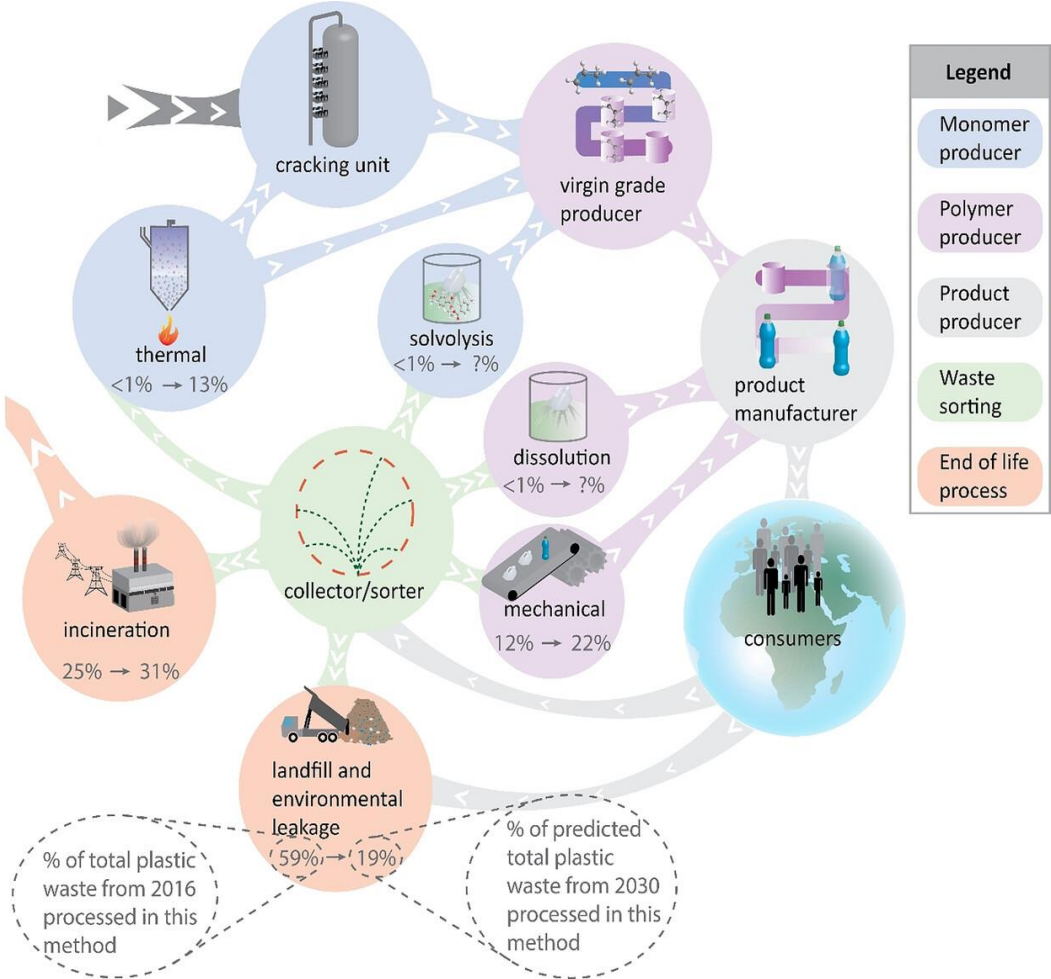 cracking unit
virgin grade
producer
thermal
<1% → 13%
solvolysis
<1% → ?%
product
manufacturer
dissolution
<1% → ?%
collector/sorter
mechanical
12% → 22%
incineration
25% → 31%
consumers
landfill and
environmental
leakage
59% → 19%
% of total plastic
waste from 2016
processed in this
method
% of predicted
total plastic
waste from 2030
processed in this
method
Legend
Monomer
producer
Polymer
producer
Product
producer
Waste
sorting
End of life
process